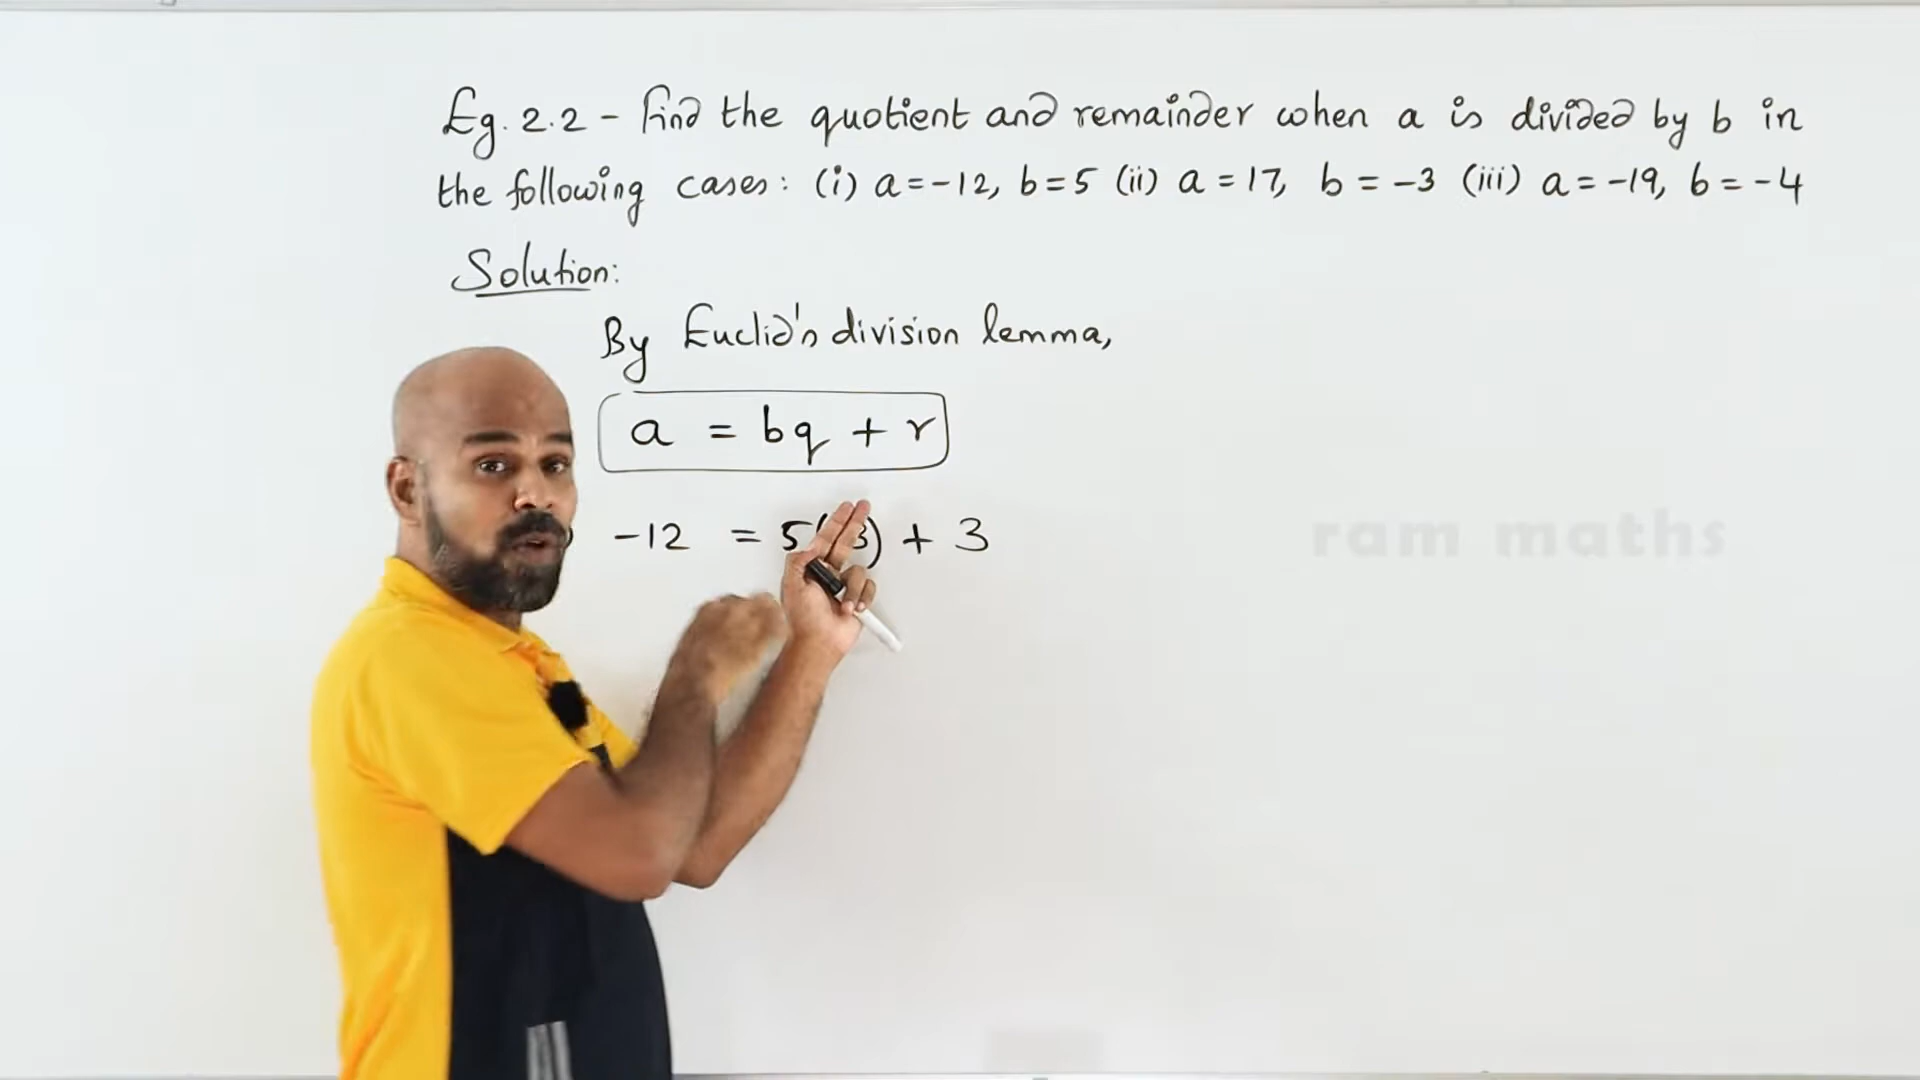 Eg. 2.2 - Find the quotient and remainder when a is divided by b in
the following cases: (i) a = -12, b = 5 (ii) a = 17, b = -3 (iii) a = -19, b = -4
Solution:
By Euclid's division lemma,
a = bq + r
-12 = 5( 3) + 3
ram maths